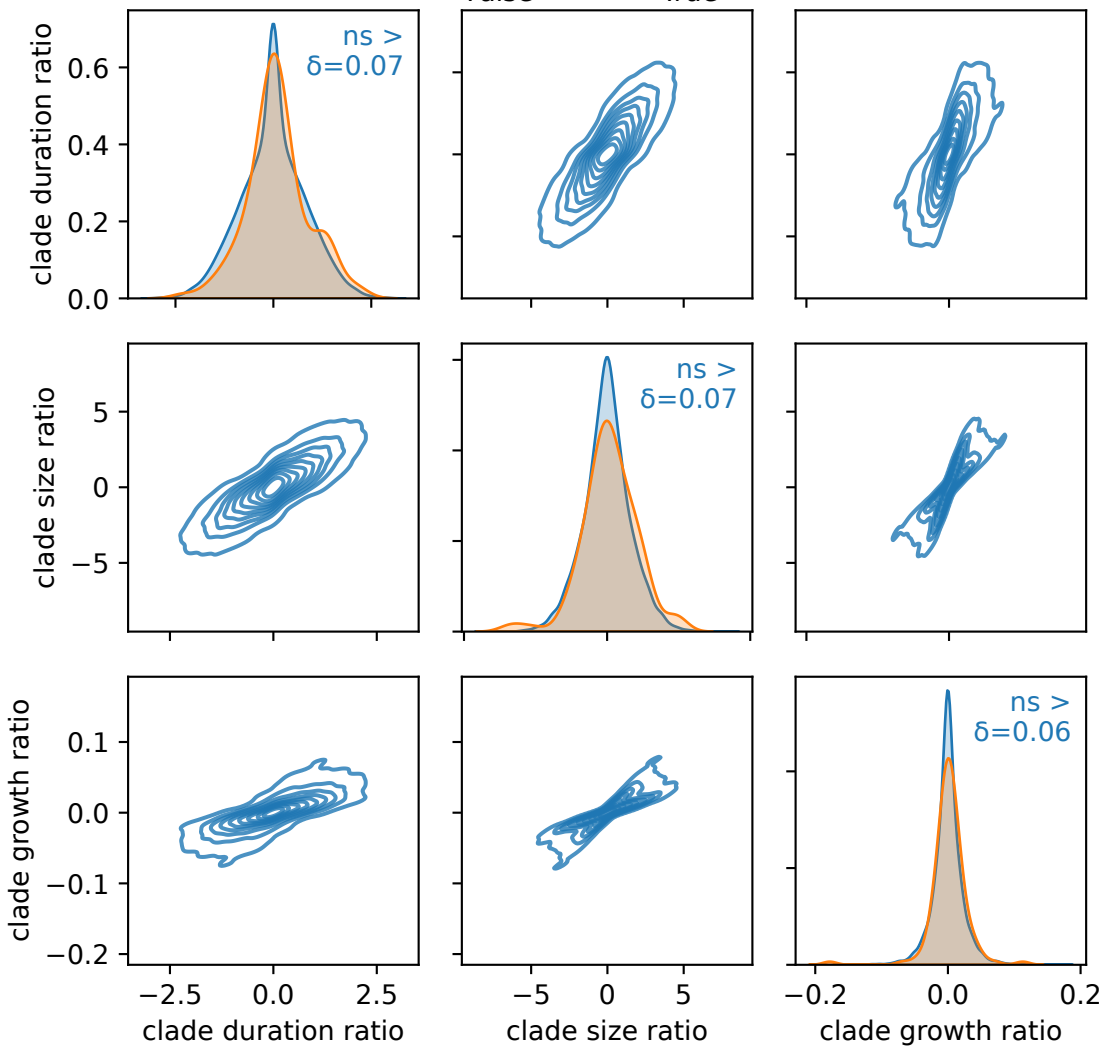 True
clade duration ratio
0.6
0.4
0.2
0.0
ns >
δ=0.07
clade size ratio
5
0
−5
ns >
δ=0.07
clade growth ratio
0.1
0.0
−0.1
−0.2
ns >
δ=0.06
−2.5 0.0 2.5
−5 0 5
−0.2 0.0 0.2
clade duration ratio
clade size ratio
clade growth ratio